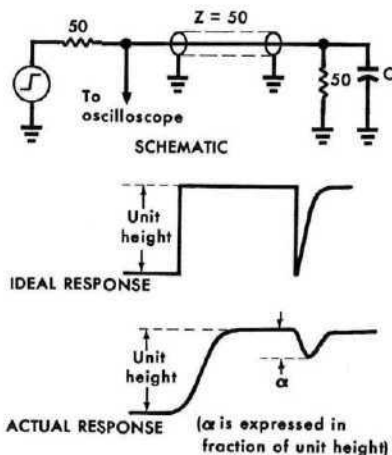 50
Z = 50
50
C
To
oscilloscope
SCHEMATIC
Unit
height
IDEAL RESPONSE
Unit
height
α
ACTUAL RESPONSE
(α is expressed in
fraction of unit height)